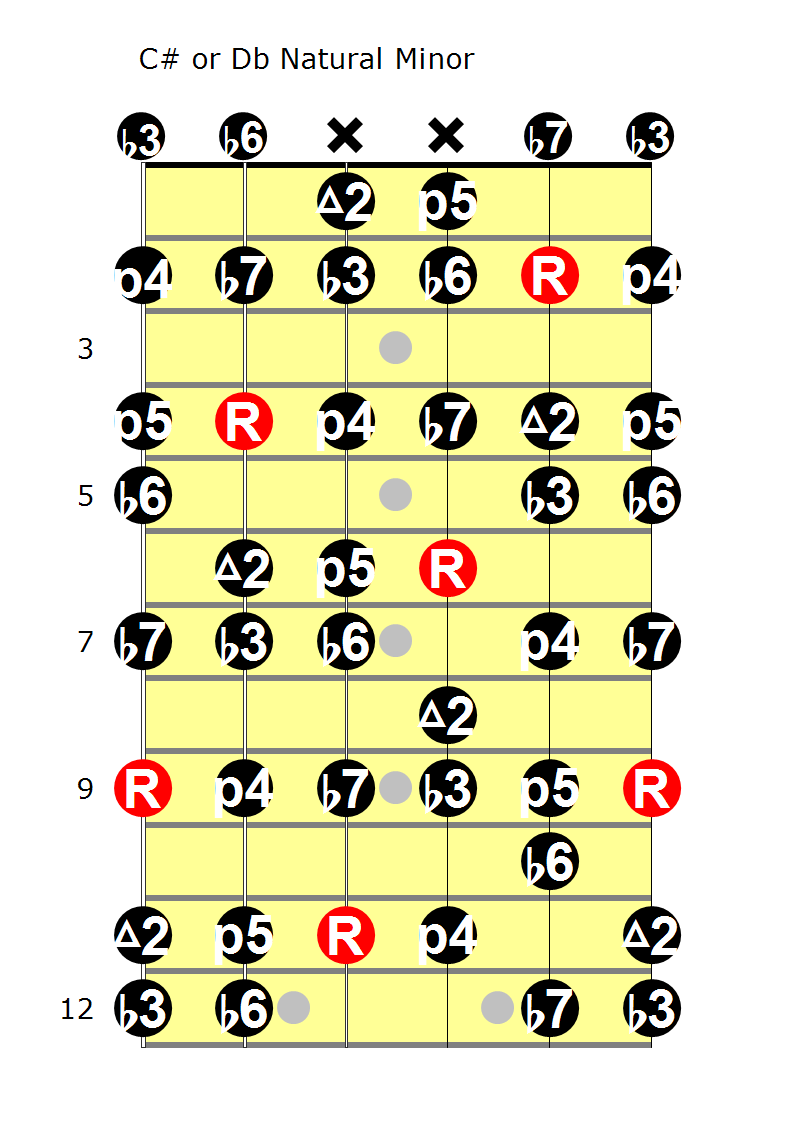 C# or Db Natural Minor
♭3 ♭6 × × ♭7 ♭3
Δ2 p5
p4 ♭7 ♭3 ♭6 R p4
3
p5 R p4 ♭7 Δ2 p5
5 ♭6 ♭3 ♭6
Δ2 p5 R
7 ♭7 ♭3 ♭6 p4 ♭7
Δ2
9 R p4 ♭7 ♭3 p5 R
♭6
Δ2 p5 R p4 Δ2
12 ♭3 ♭6 ♭7 ♭3